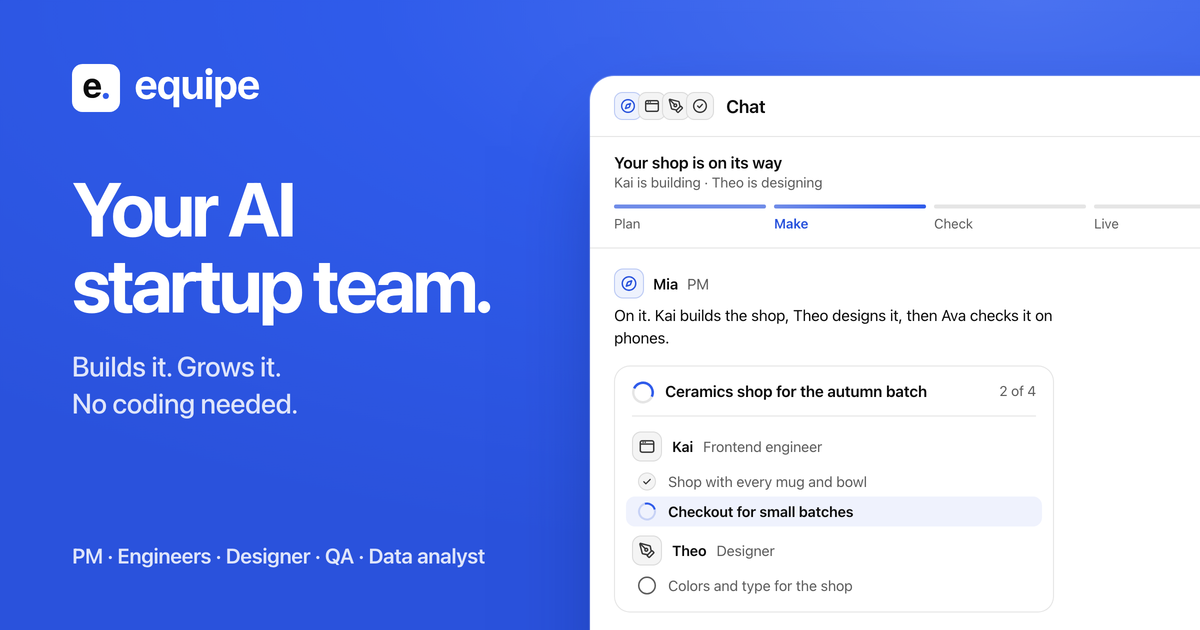 e.
equipe
Your AI
startup team.
Builds it. Grows it.
No coding needed.
PM · Engineers · Designer · QA · Data analyst
Chat
Your shop is on its way
Kai is building · Theo is designing
Plan
Make
Check
Live
Mia PM
On it. Kai builds the shop, Theo designs it, then Ava checks it on
phones.
Ceramics shop for the autumn batch 2 of 4
Kai Frontend engineer
Shop with every mug and bowl
Checkout for small batches
Theo Designer
Colors and type for the shop